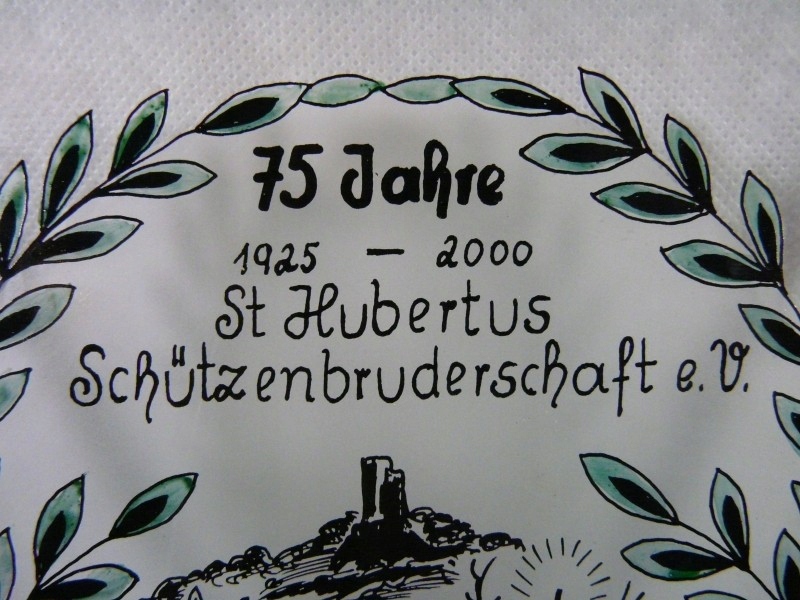 75 Jahre
1925 — 2000
St Hubertus
Schützenbruderschaft e.V.